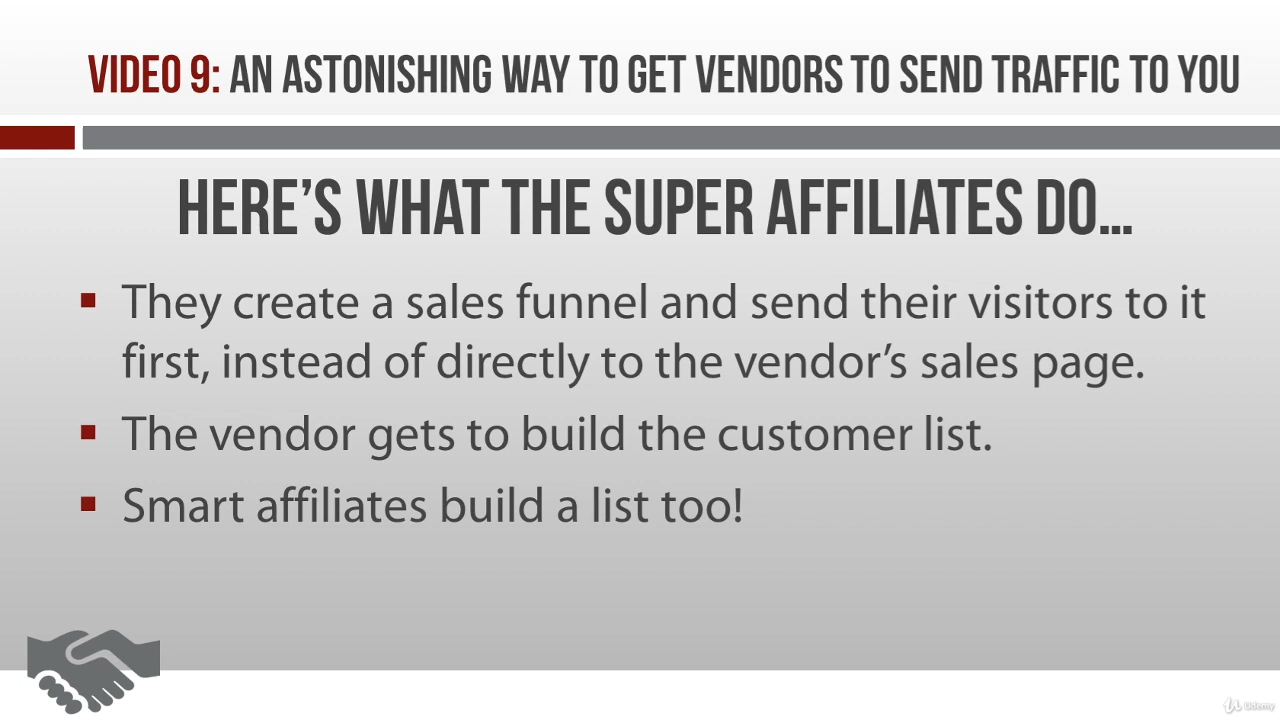 VIDEO 9: AN ASTONISHING WAY TO GET VENDORS TO SEND TRAFFIC TO YOU
HERE’S WHAT THE SUPER AFFILIATES DO...
They create a sales funnel and send their visitors to it
first, instead of directly to the vendor’s sales page.
The vendor gets to build the customer list.
Smart affiliates build a list too!
Udemy